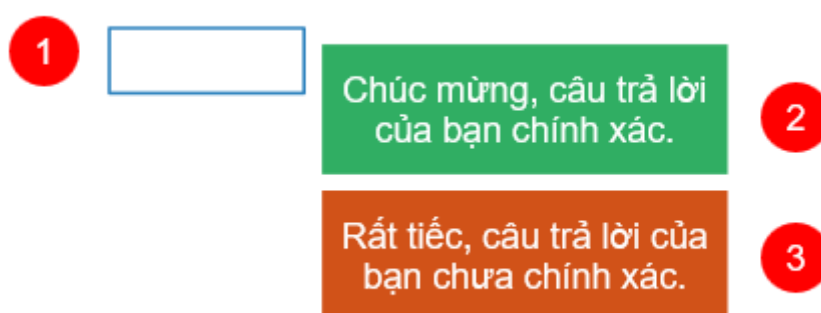 1
Chúc mừng, câu trả lời
của bạn chính xác.
2
Rất tiếc, câu trả lời của
bạn chưa chính xác.
3